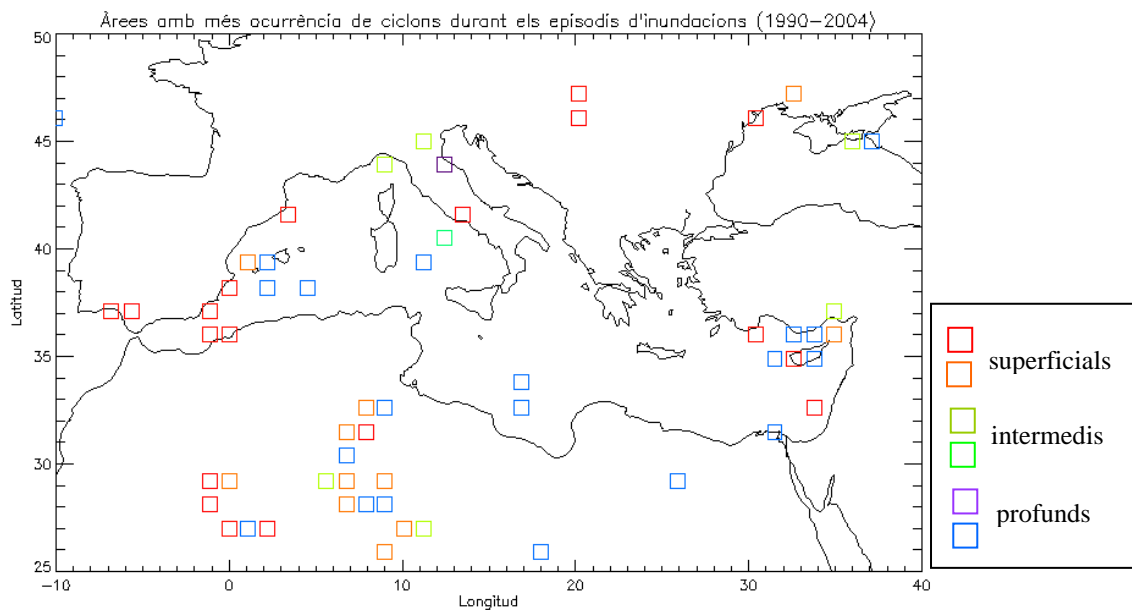 Àrees amb més ocurrència de ciclons durant els episodis d'inundacions (1990–2004)
50
45
40
35
30
25
Latitud
−10
0
10
20
30
40
Longitud
superficials
intermedis
profunds